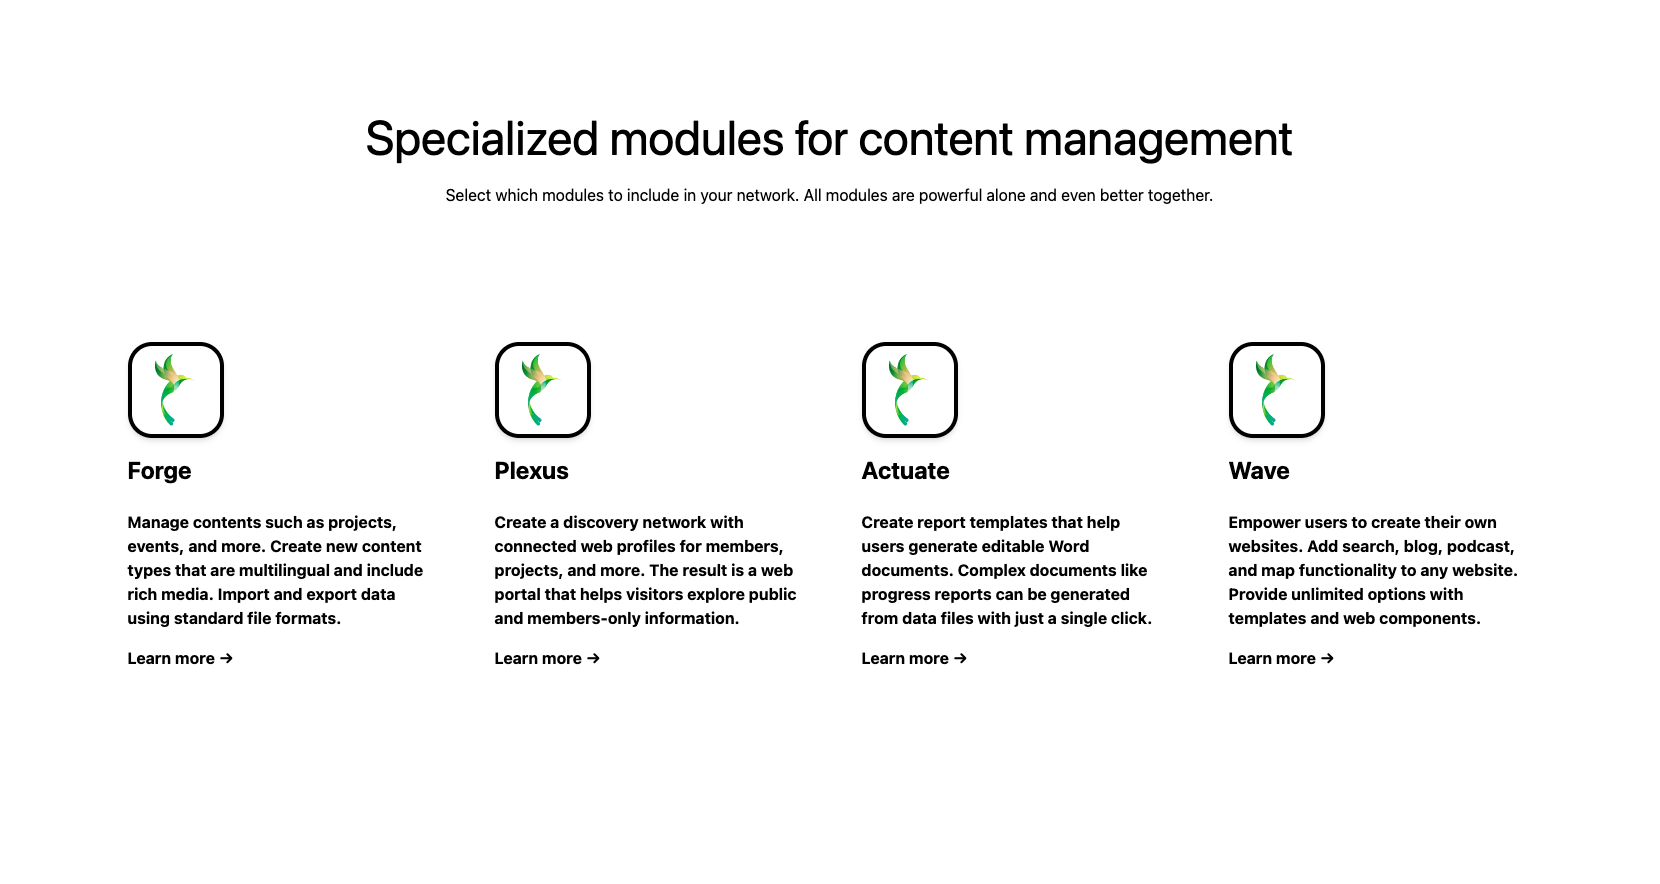 Specialized modules for content management
Select which modules to include in your network. All modules are powerful alone and even better together.
Forge
Manage contents such as projects,
events, and more. Create new content
types that are multilingual and include
rich media. Import and export data
using standard file formats.
Learn more →
Plexus
Create a discovery network with
connected web profiles for members,
projects, and more. The result is a web
portal that helps visitors explore public
and members-only information.
Learn more →
Actuate
Create report templates that help
users generate editable Word
documents. Complex documents like
progress reports can be generated
from data files with just a single click.
Learn more →
Wave
Empower users to create their own
websites. Add search, blog, podcast,
and map functionality to any website.
Provide unlimited options with
templates and web components.
Learn more →